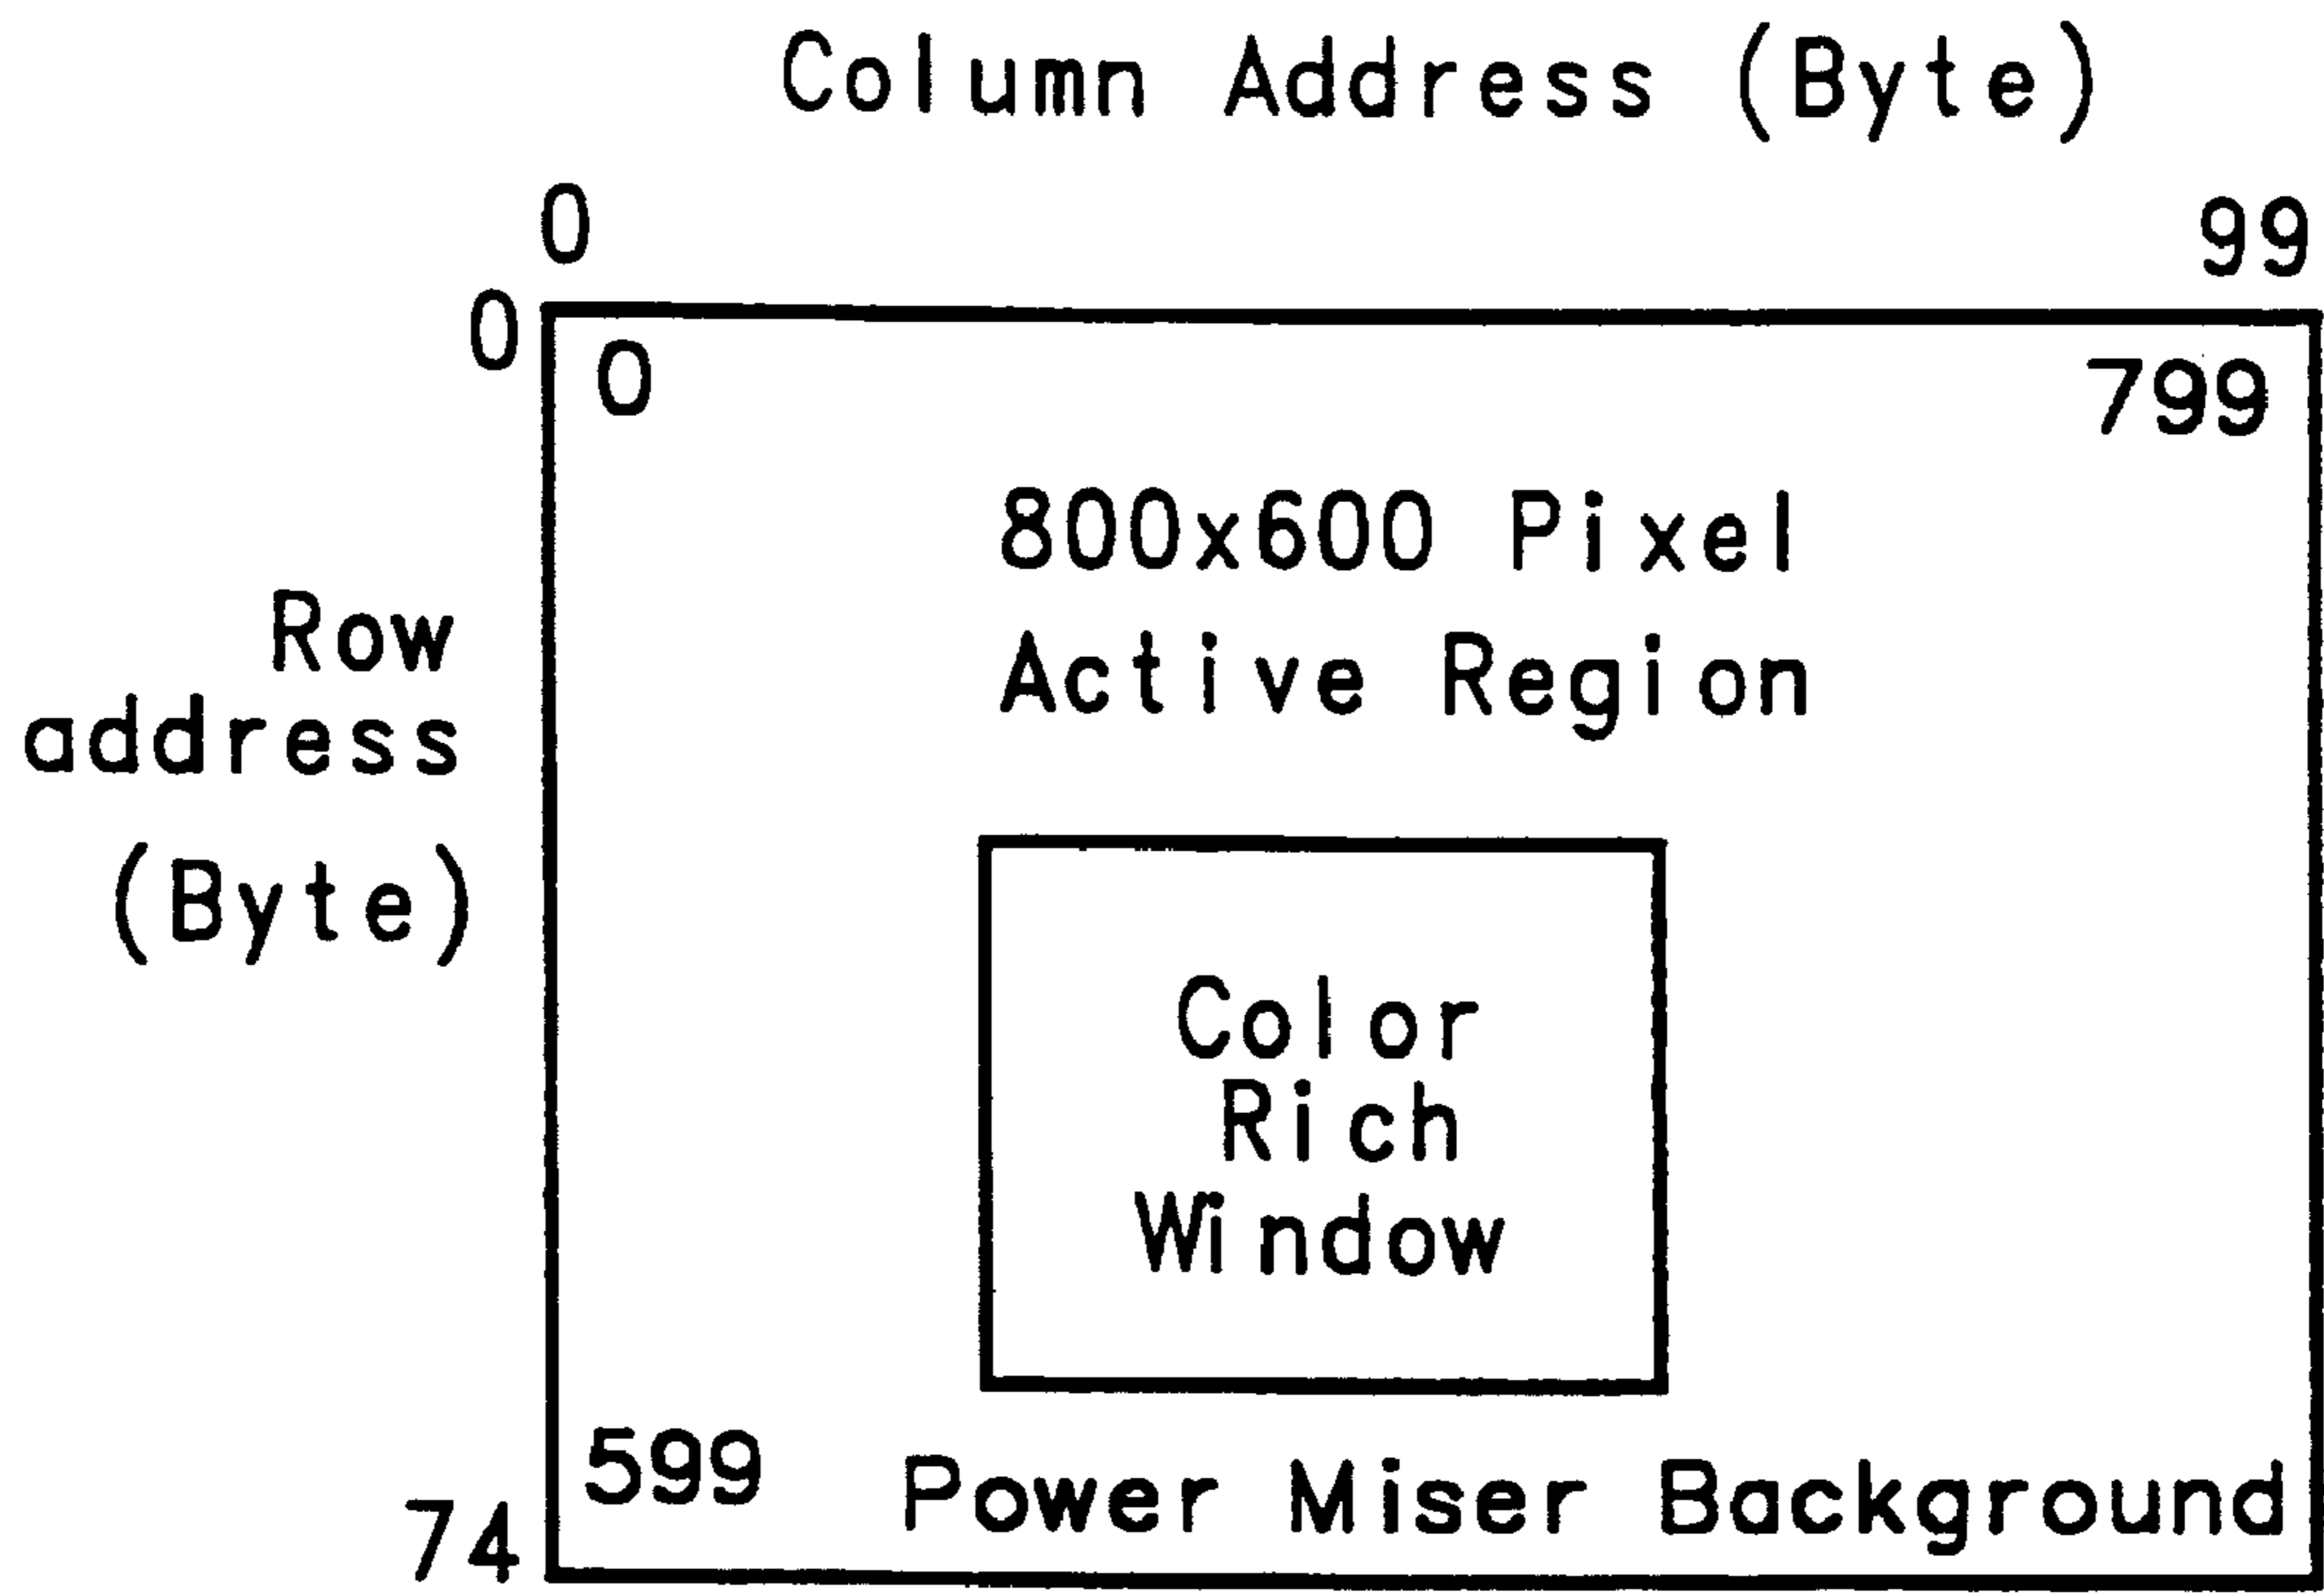 Column Address (Byte)
0 99
0
0 799
800x600 Pixel
Active Region
Row
address
(Byte)
Color
Rich
Window
599
Power Miser Background
74